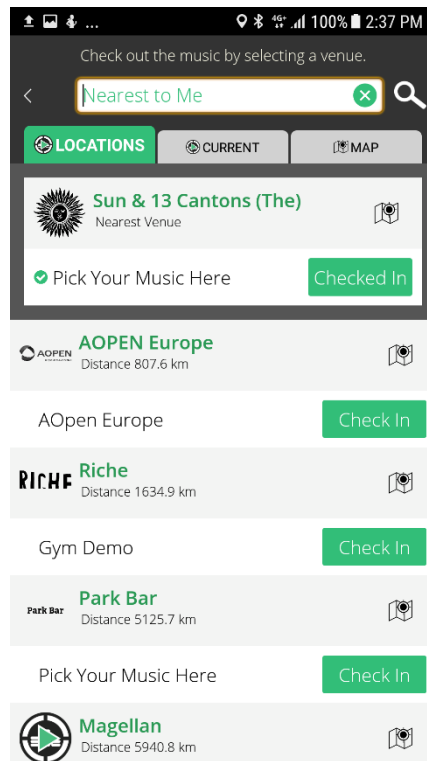 ... 4G+ 100% 2:37 PM
Check out the music by selecting a venue.
Nearest to Me
LOCATIONS CURRENT MAP
Sun & 13 Cantons (The)
Nearest Venue
Pick Your Music Here Checked In
AOPEN AOPEN Europe
Distance 807.6 km
AOpen Europe Check In
RICHE Riche
Distance 1634.9 km
Gym Demo Check In
Park Bar Park Bar
Distance 5125.7 km
Pick Your Music Here Check In
Magellan
Distance 5940.8 km